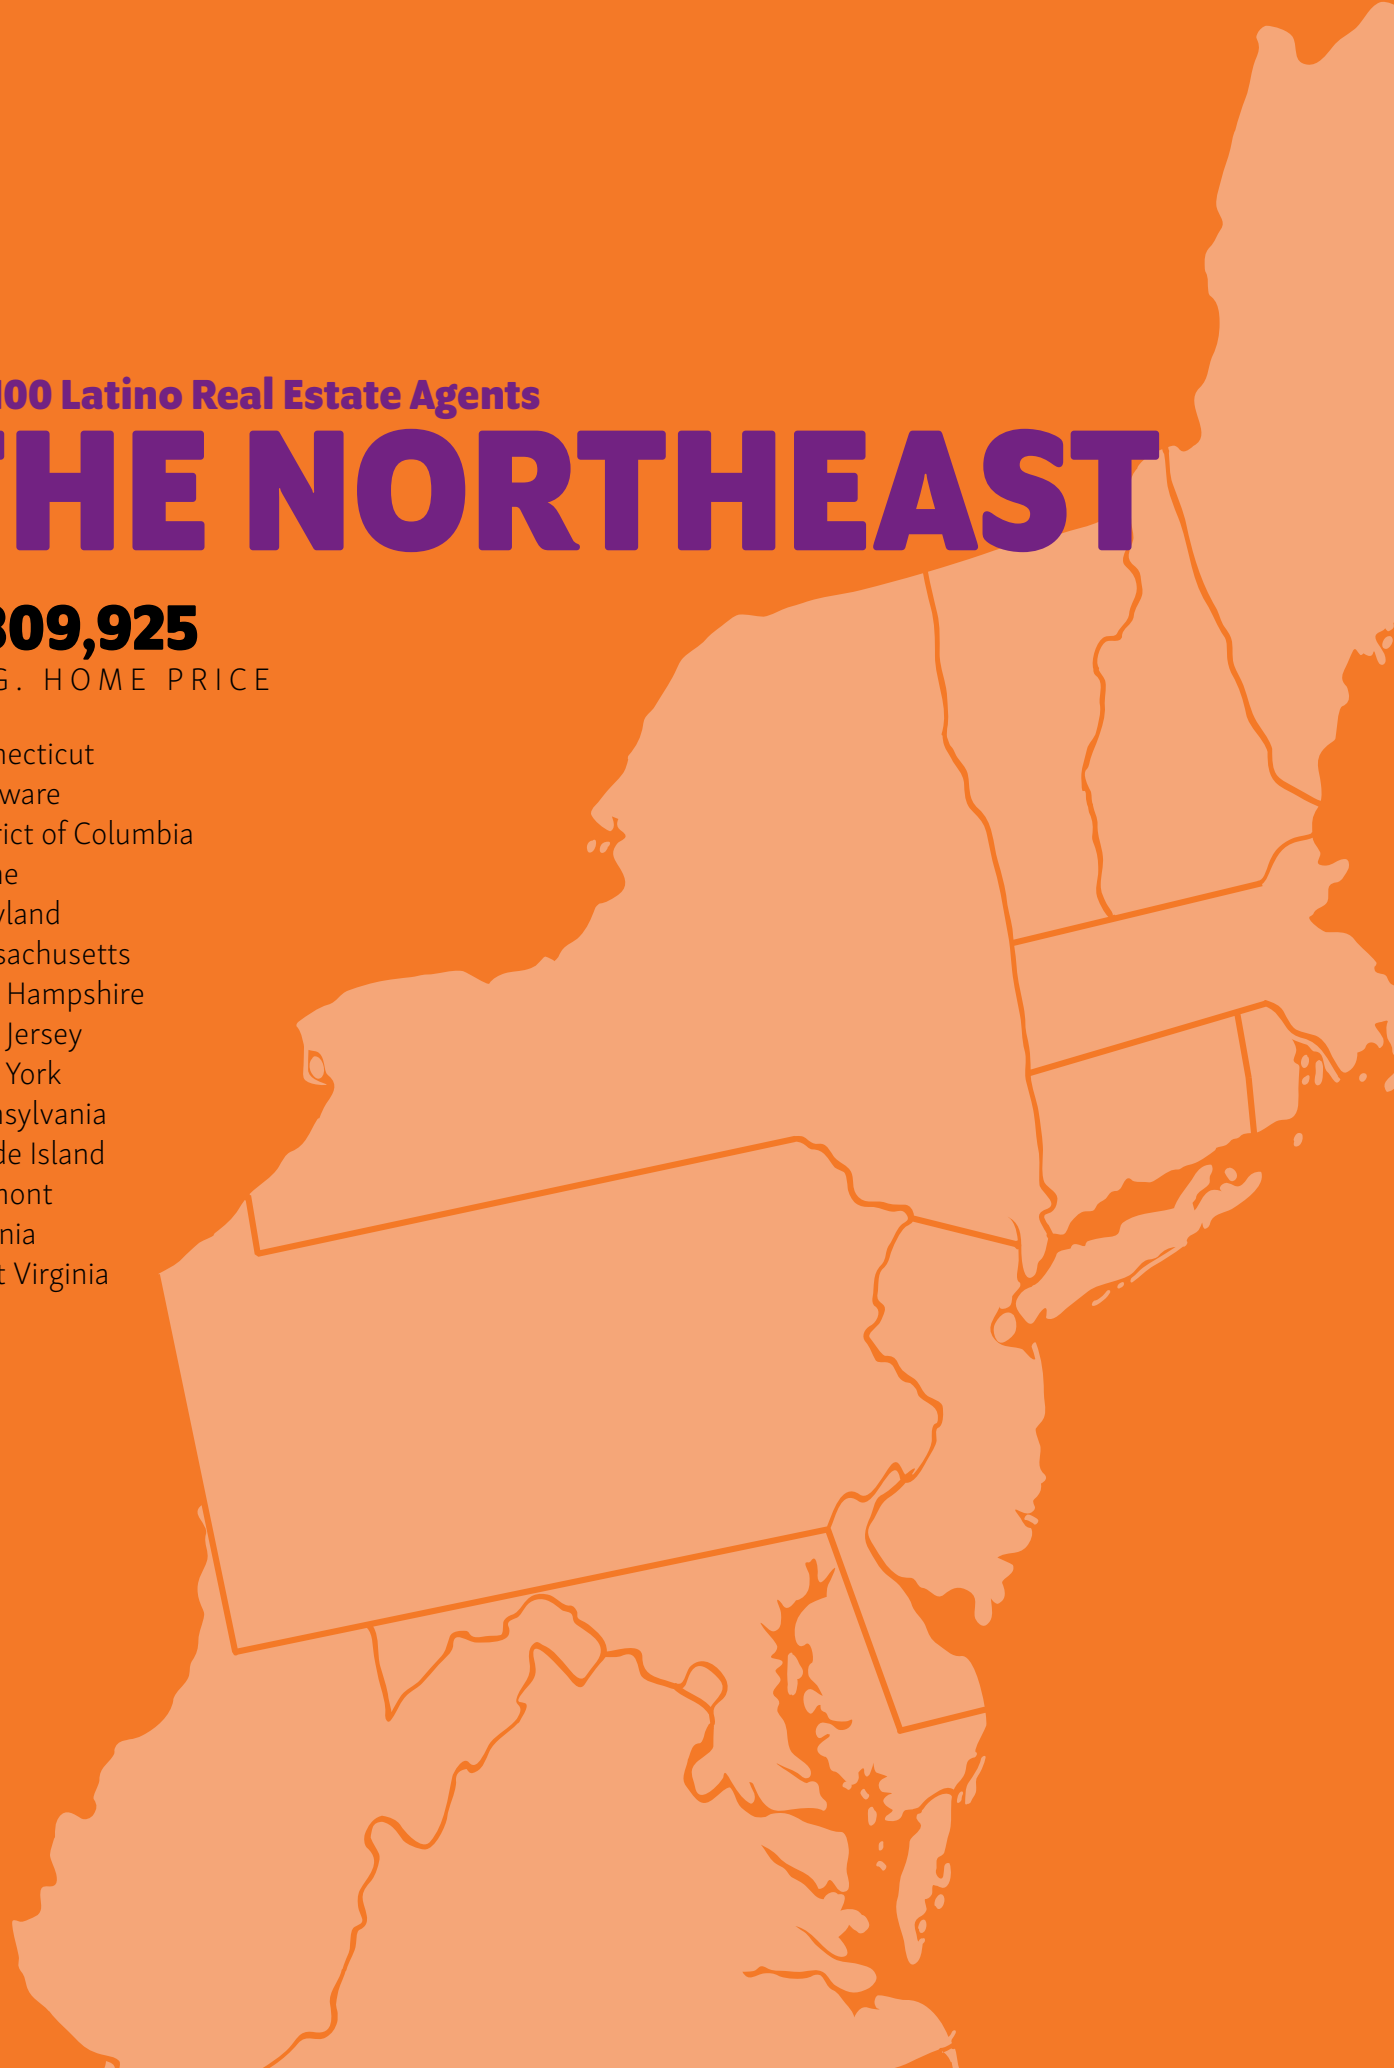 100 Latino Real Estate Agents
THE NORTHEAST
309,925
G. HOME PRICE
necticut
ware
rict of Columbia
ne
yland
sachusetts
Hampshire
Jersey
York
nsylvania
de Island
mont
nia
t Virginia